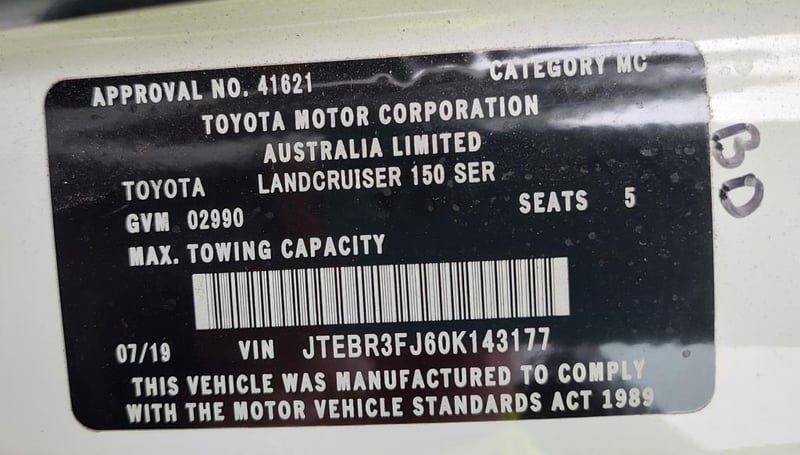 APPROVAL NO. 41621 CATEGORY MC
TOYOTA MOTOR CORPORATION
AUSTRALIA LIMITED
TOYOTA LANDCRUISER 150 SER
GVM 02990 SEATS 5
MAX. TOWING CAPACITY
07/19 VIN JTEBR3FJ60K143177
THIS VEHICLE WAS MANUFACTURED TO COMPLY
WITH THE MOTOR VEHICLE STANDARDS ACT 1989
BD